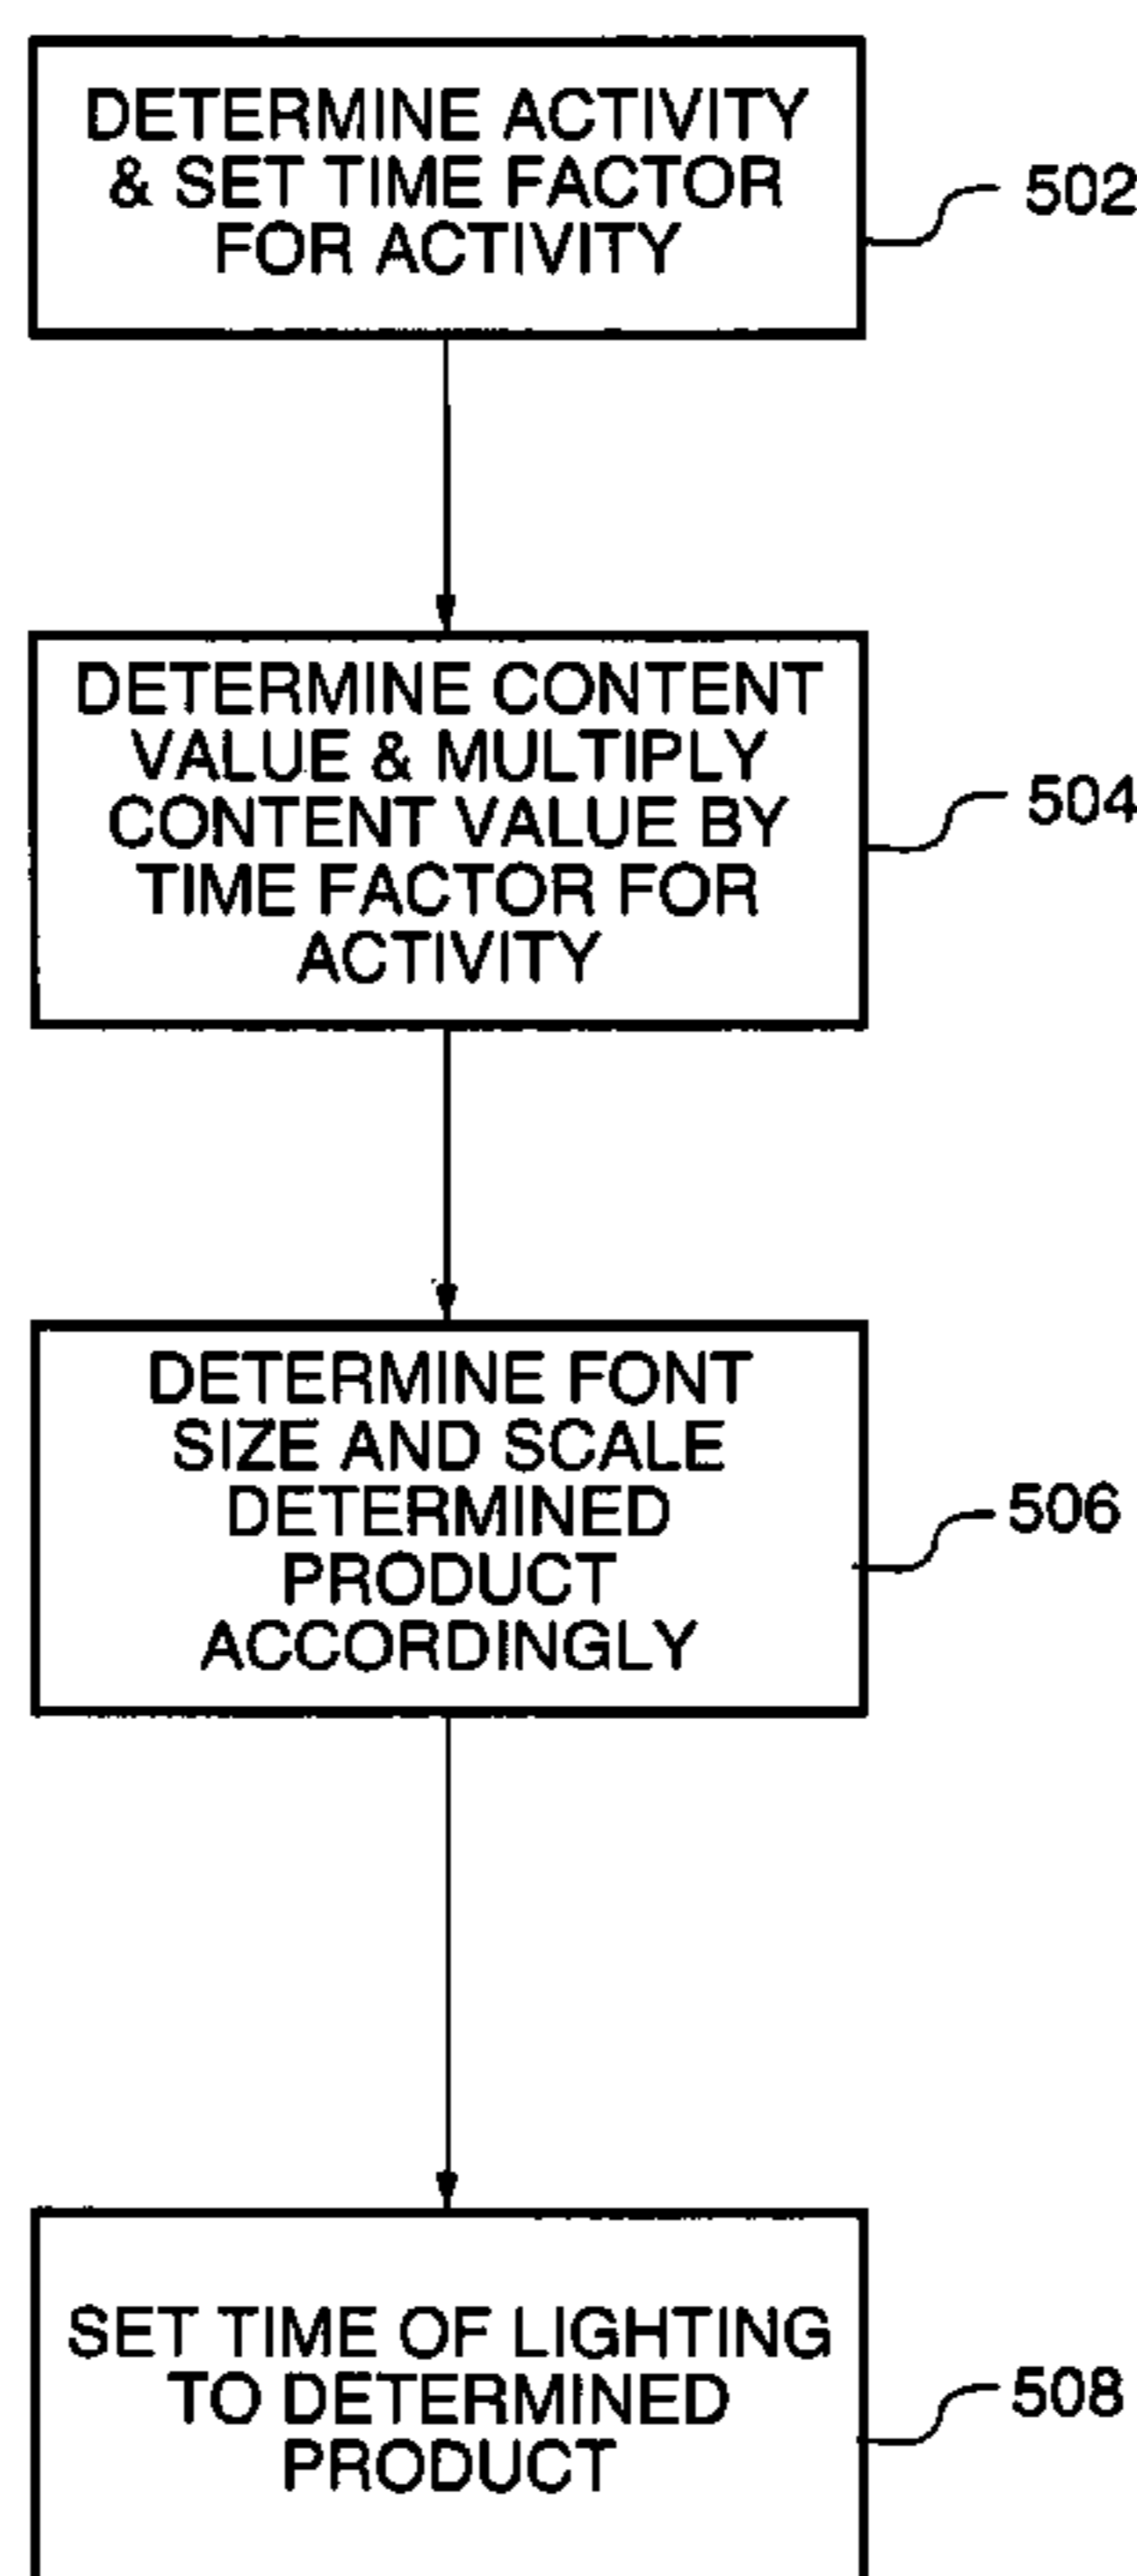 DETERMINE ACTIVITY
& SET TIME FACTOR
FOR ACTIVITY
502
DETERMINE CONTENT
VALUE & MULTIPLY
CONTENT VALUE BY
TIME FACTOR FOR
ACTIVITY
504
DETERMINE FONT
SIZE AND SCALE
DETERMINED
PRODUCT
ACCORDINGLY
506
SET TIME OF LIGHTING
TO DETERMINED
PRODUCT
508